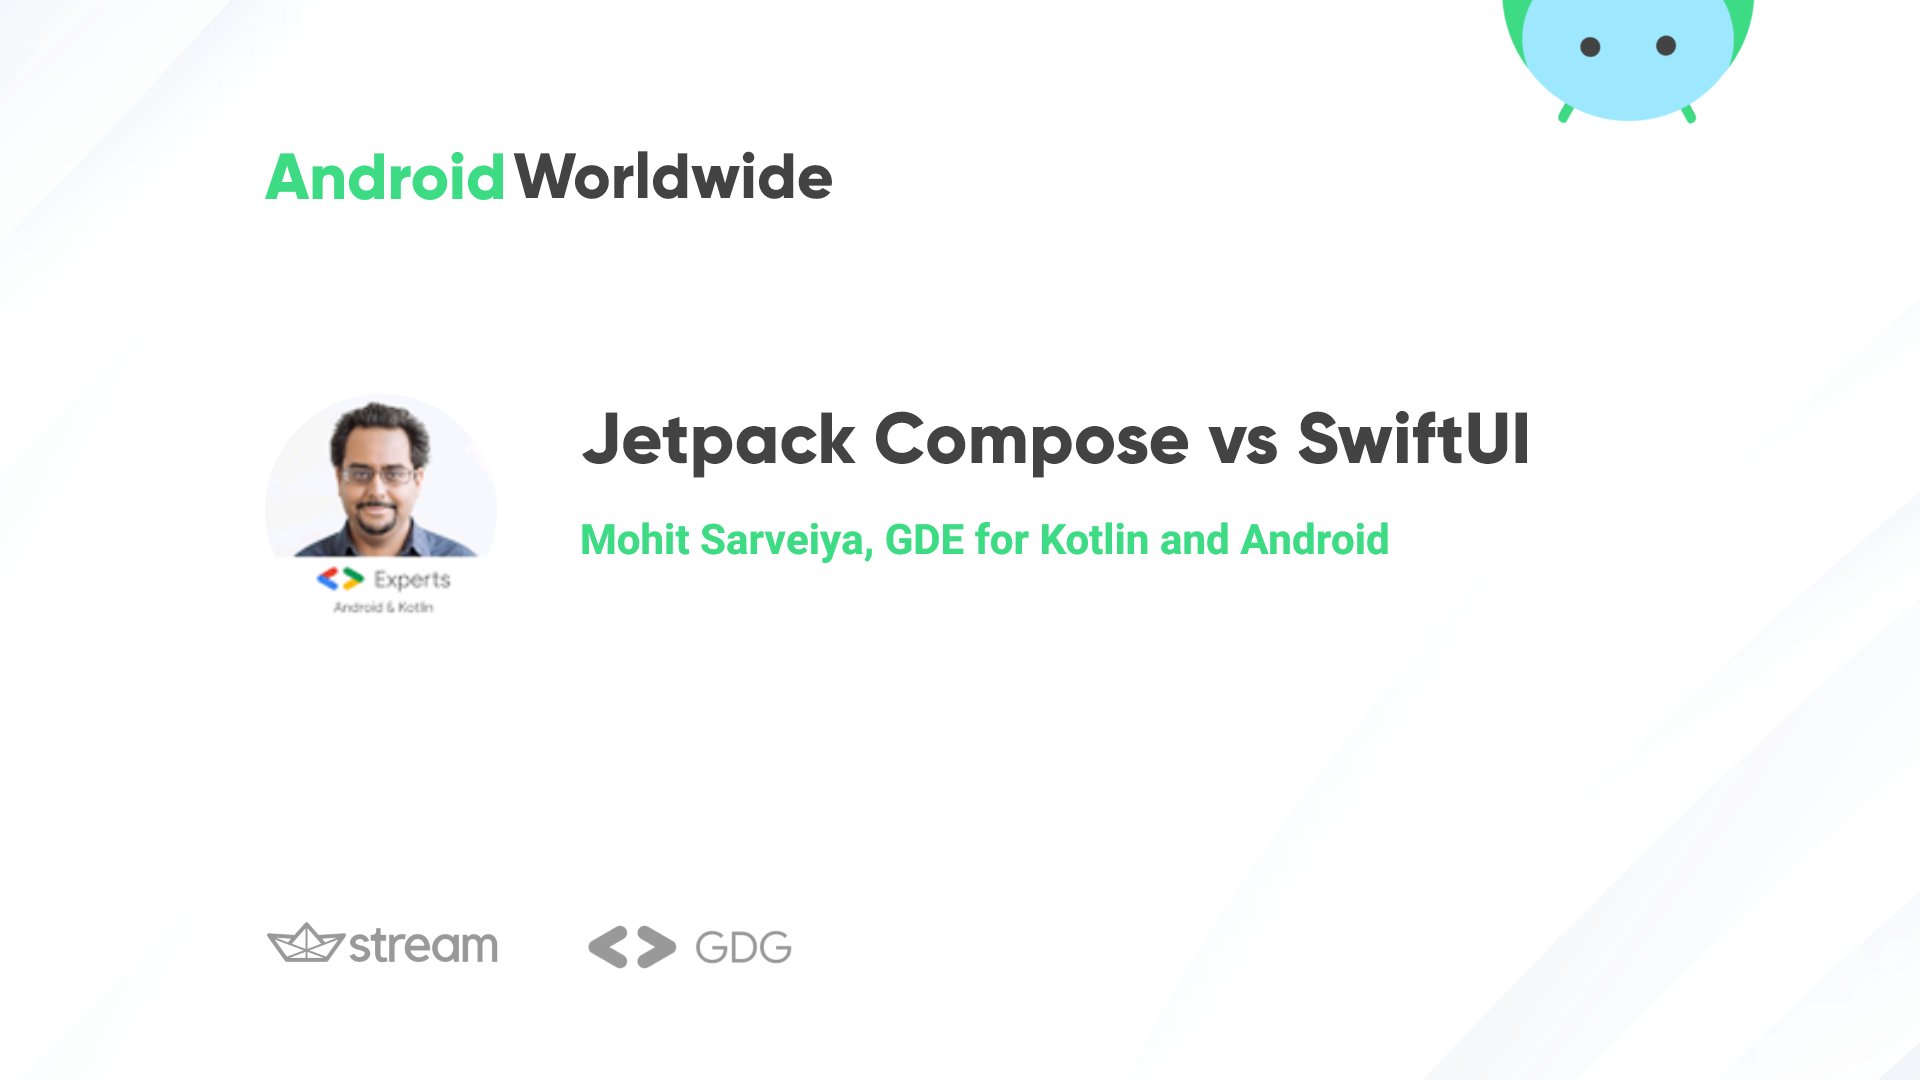 Android Worldwide
Jetpack Compose vs SwiftUI
Mohit Sarveiya, GDE for Kotlin and Android
Experts
Android & Kotlin
stream
GDG